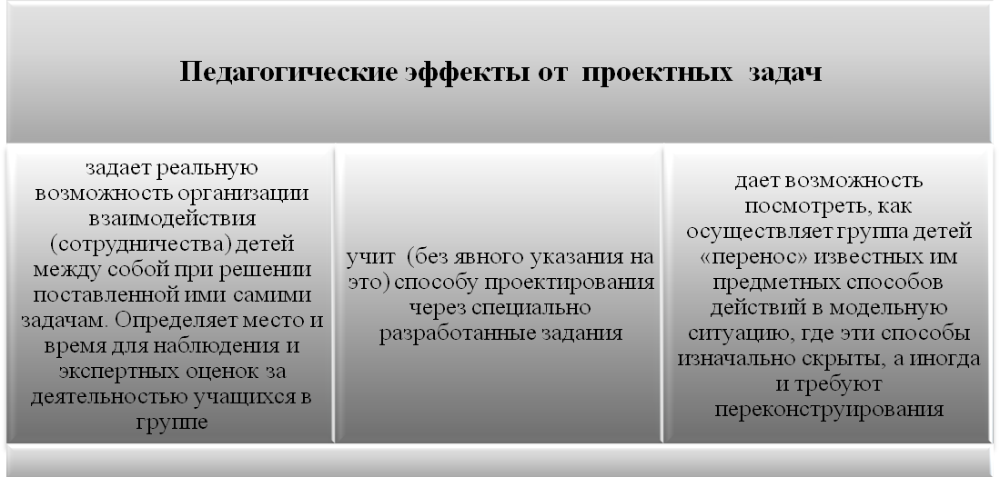 Педагогические эффекты от проектных задач
задает реальную
возможность организации
взаимодействия
(сотрудничества) детей
между собой при решении
поставленной ими самими
задачам. Определяет место и
время для наблюдения и
экспертных оценок за
деятельностью учащихся в
группе
учит (без явного указания на
это) способу проектирования
через специально
разработанные задания
дает возможность
посмотреть, как
осуществляет группа детей
«перенос» известных им
предметных способов
действий в модельную
ситуацию, где эти способы
изначально скрыты, а иногда
и требуют
переконструирования